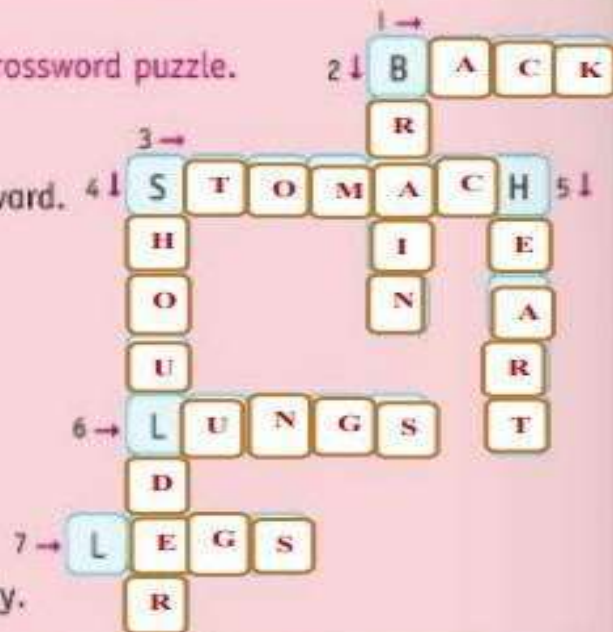 1 →
rossword puzzle.
2 ↓ B A C K
R
3 →
vard. 4 ↓ S T O M A C H 5 ↓
H I E
O N A
U R
6 → L U N G S T
D
7 → L E G S
y.
R